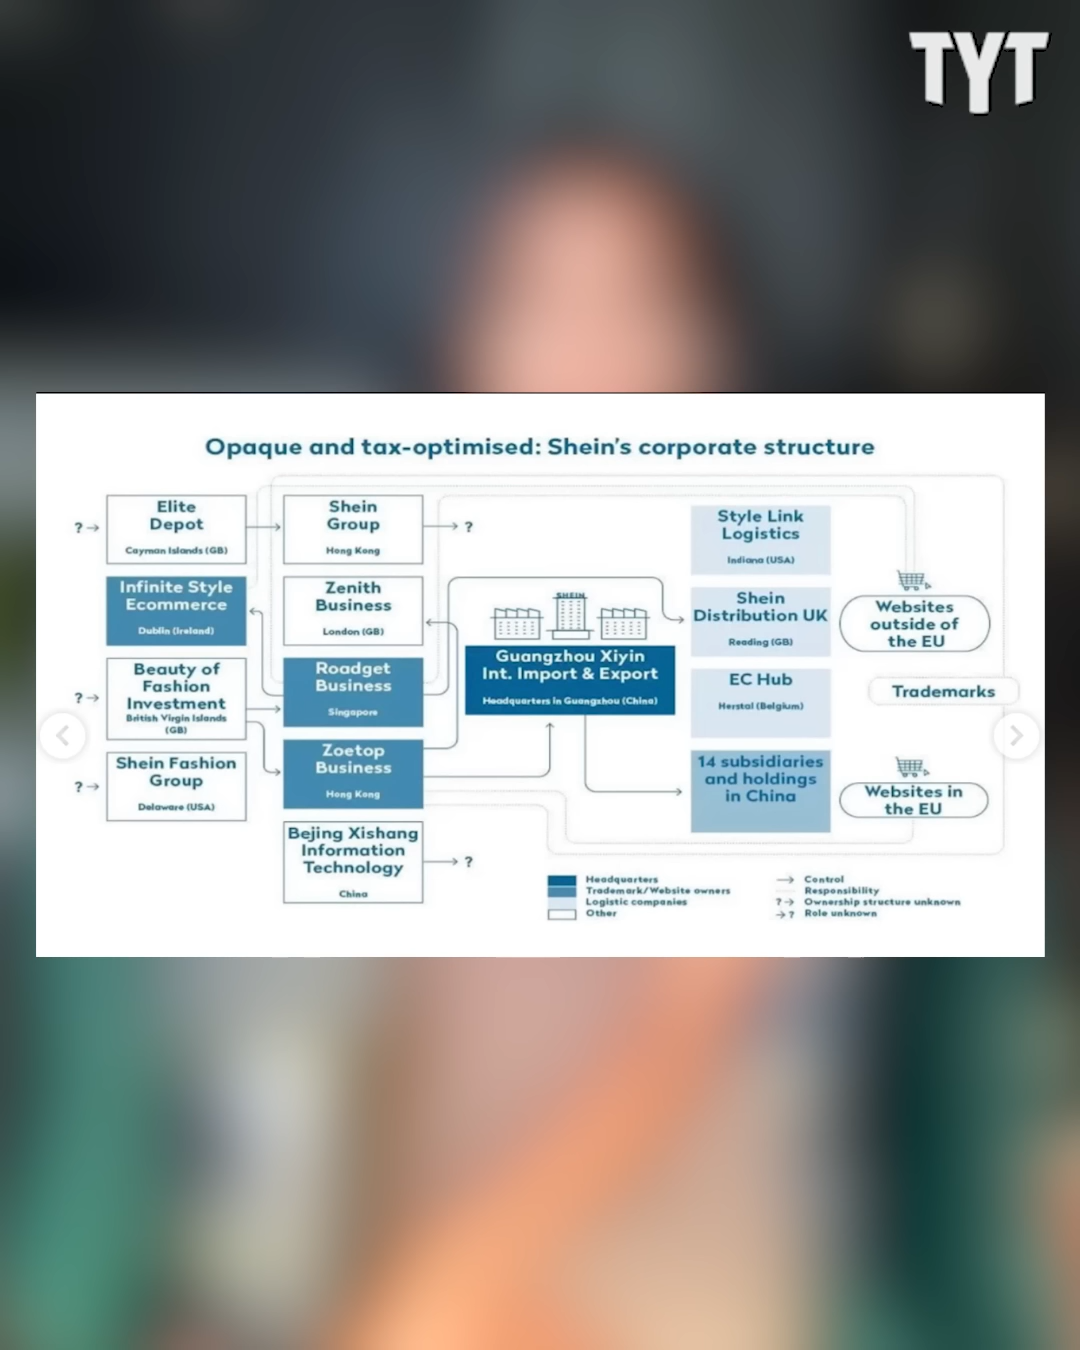 TYT
Opaque and tax-optimised: Shein's corporate structure
? →
Elite
Depot
Cayman Islands (GB)
Infinite Style
Ecommerce
Dublin (Ireland)
? →
Beauty of
Fashion
Investment
British Virgin Islands
(GB)
? →
Shein Fashion
Group
Delaware (USA)
Shein
Group
Hong Kong
→ ?
Zenith
Business
London (GB)
Roadget
Business
Singapore
Zoetop
Business
Hong Kong
Bejing Xishang
Information
Technology
China
→ ?
SHEIN
Guangzhou Xiyin
Int. Import & Export
Headquarters in Guangzhou (China)
Style Link
Logistics
Indiana (USA)
Shein
Distribution UK
Reading (GB)
EC Hub
Herstal (Belgium)
14 subsidiaries
and holdings
in China
Websites
outside of
the EU
Trademarks
Websites in
the EU
Headquarters
Trademark/Website owners
Logistic companies
Other
→ Control
Responsibility
? → Ownership structure unknown
→ ? Role unknown